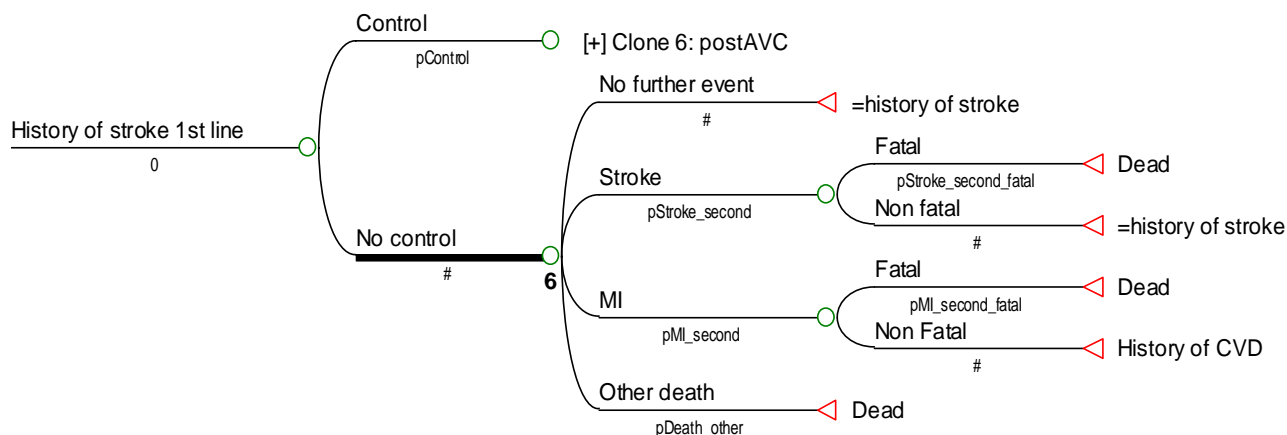 Control
pControl
[+] Clone 6: postAVC
History of stroke 1st line
0
No control
#
6
No further event
#
=history of stroke
Stroke
pStroke_second
Fatal
pStroke_second_fatal
Dead
Non fatal
#
=history of stroke
MI
pMI_second
Fatal
pMI_second_fatal
Dead
Non Fatal
#
History of CVD
Other death
pDeath_other
Dead